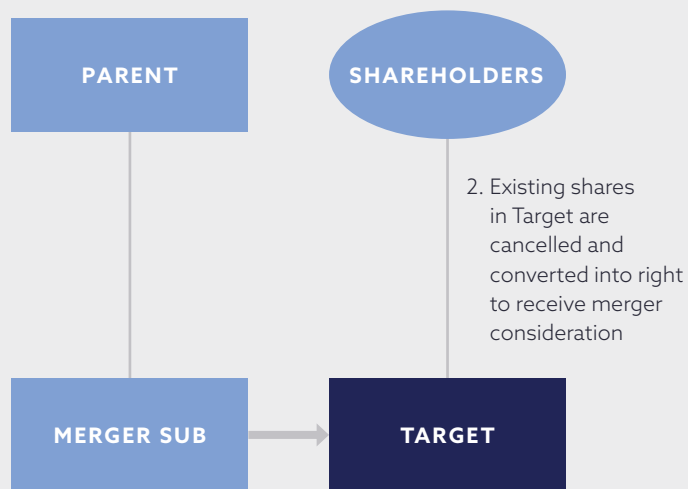 PARENT
SHAREHOLDERS
2. Existing shares
in Target are
cancelled and
converted into right
to receive merger
consideration
MERGER SUB
TARGET